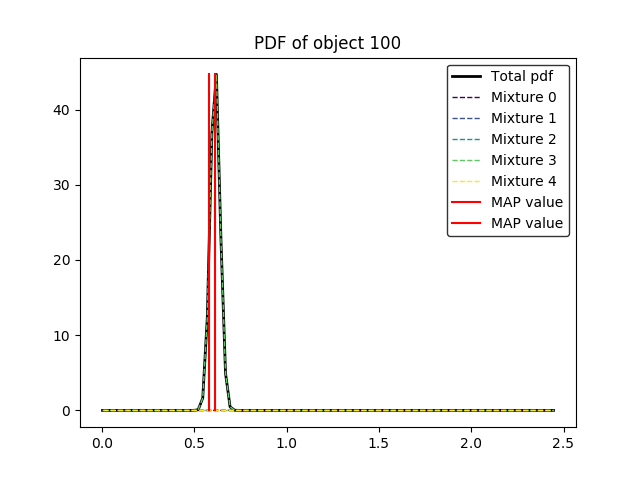 PDF of object 100
Total pdf
Mixture 0
Mixture 1
Mixture 2
Mixture 3
Mixture 4
MAP value
MAP value
40
30
20
10
0
0.0 0.5 1.0 1.5 2.0 2.5